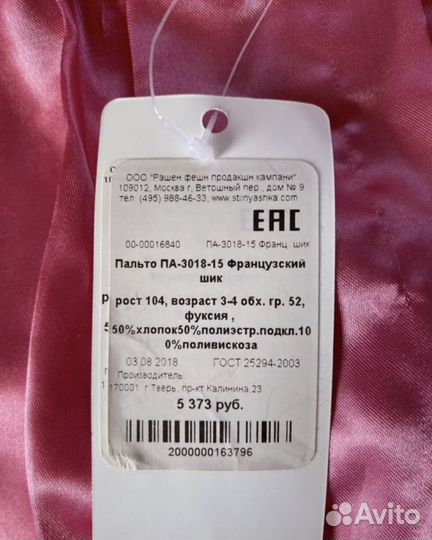 ООО "Рашен фешн продакшн кампани"
109012, Москва г, Ветошный пер., дом № 9
тел. (495) 988-46-33, www.stilnyashka.com
EAC
00-00016840 ПА-3018-15 Франц. шик
Пальто ПА-3018-15 Французский
шик
рост 104, возраст 3-4 обх. гр. 52,
фуксия ,
50%хлопок50%полиэстр.подкл.10
0%поливискоза
03.08.2018 ГОСТ 25294-2003
Производитель:
170001 г.Тверь, пр-кт Калинина,23
5 373 руб.
2000000163796
Avito